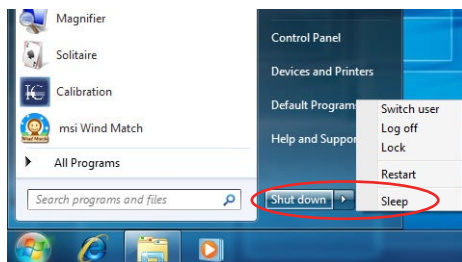 Magnifier
Solitaire
Calibration
msi Wind Match
All Programs
Search programs and files
Control Panel
Devices and Printers
Default Program
Help and Suppor
Shut down
Switch user
Log off
Lock
Restart
Sleep